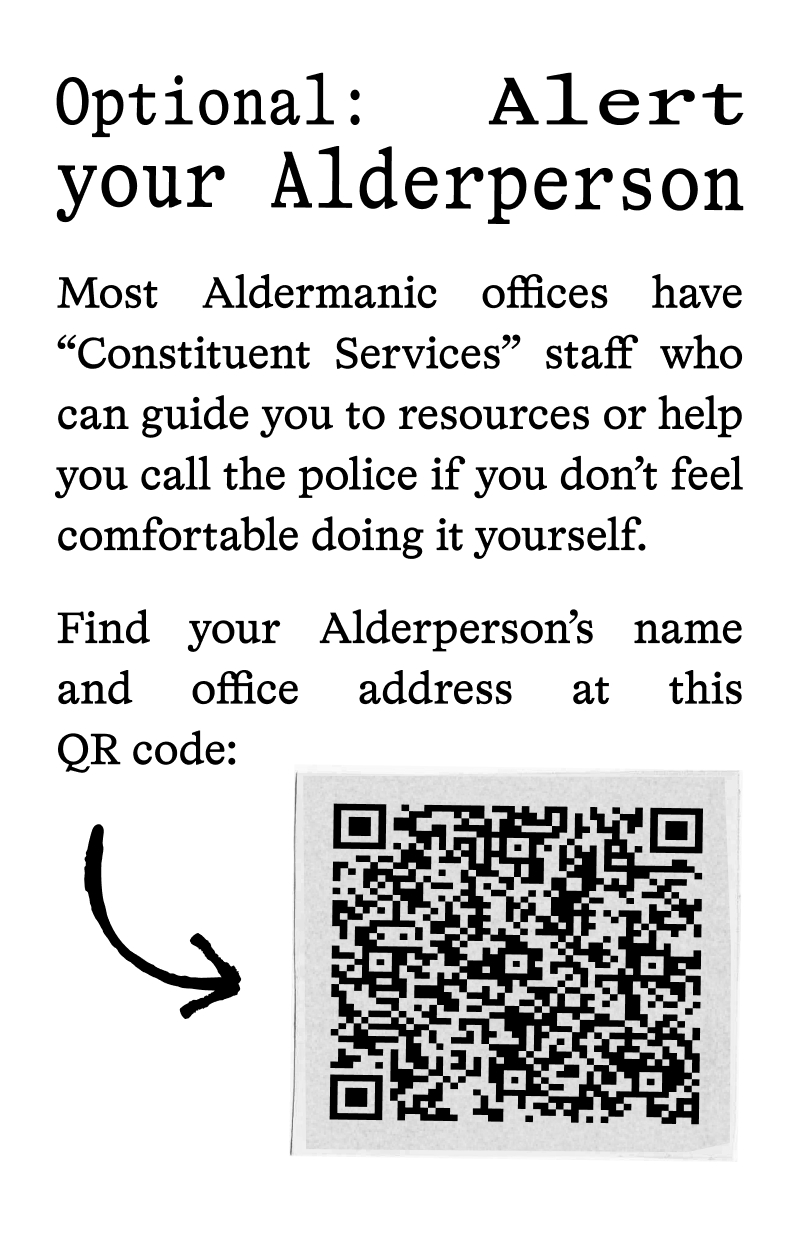 Optional: Alert
your Alderperson
Most Aldermanic offices have
“Constituent Services” staff who
can guide you to resources or help
you call the police if you don’t feel
comfortable doing it yourself.
Find your Alderperson’s name
and office address at this
QR code: